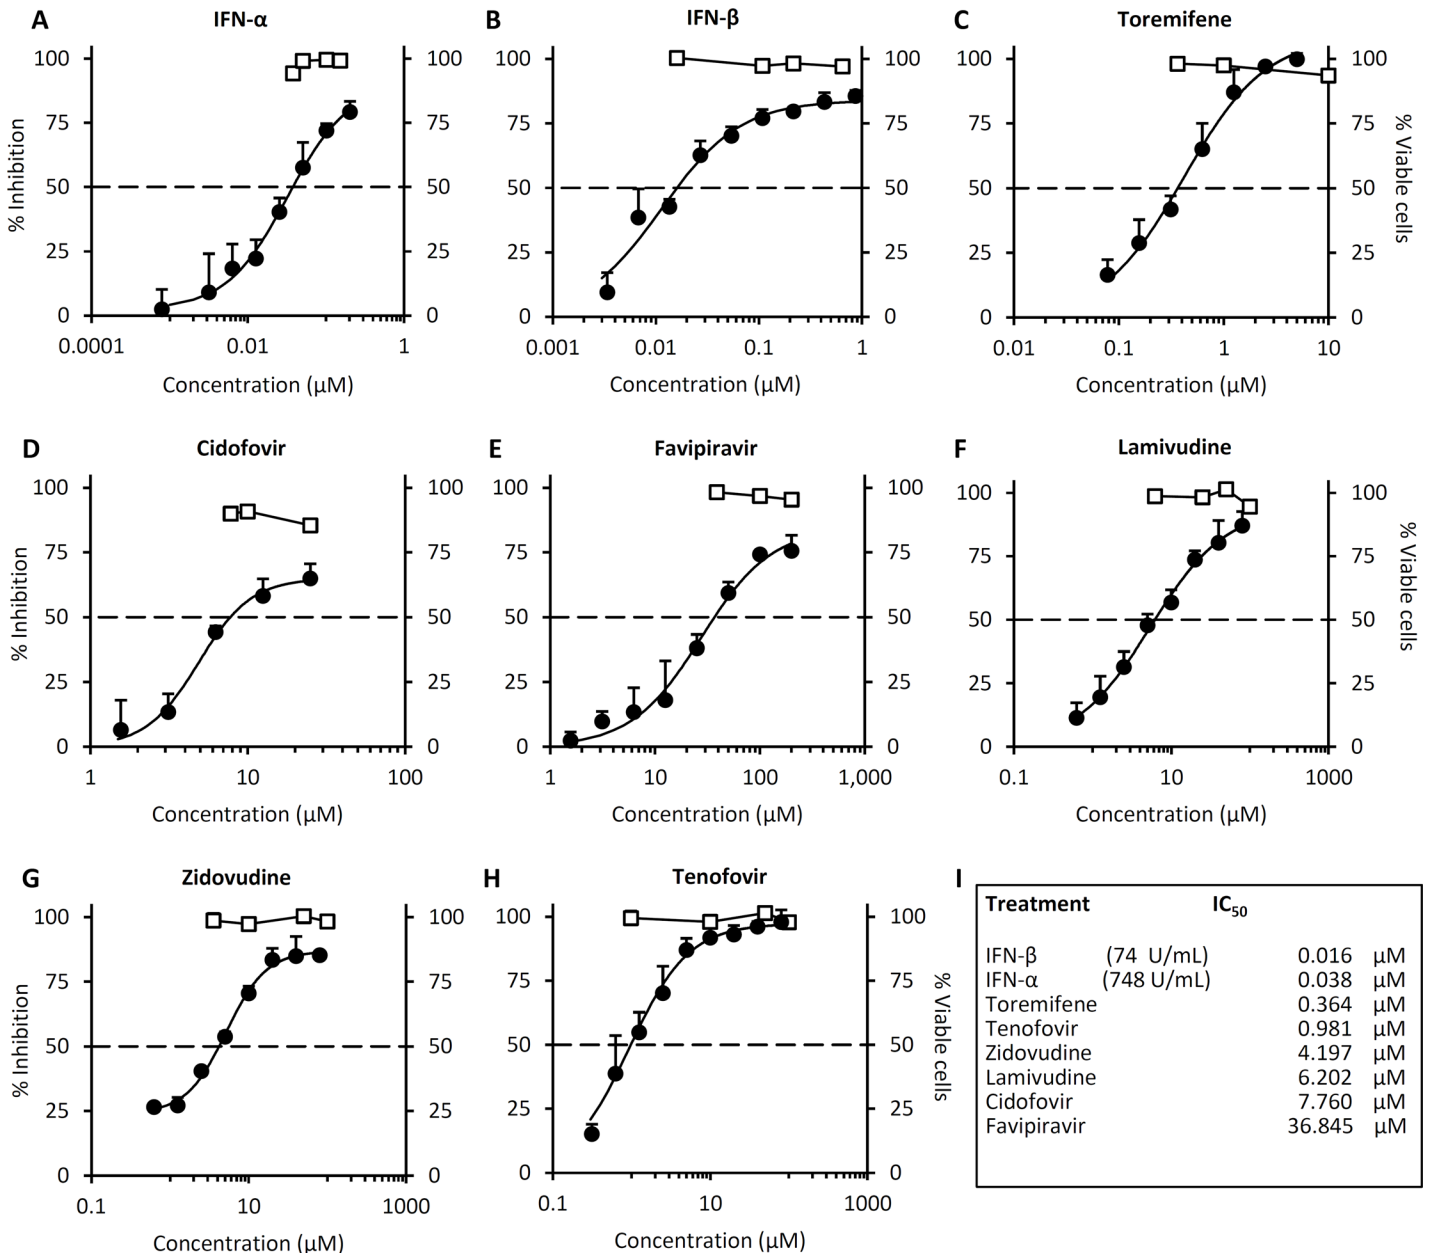 A IFN-α
100 100
75 75
50 50
25 25
0 0
% Inhibition
0.0001 0.01 1
Concentration (µM)
B IFN-β
100 100
75 75
50 50
25 25
0 0
0.001 0.01 0.1 1
Concentration (µM)
C Toremifene
100 100
75 75
50 50
25 25
0 0
% Viable cells
0.01 0.1 1 10
Concentration (µM)
D Cidofovir
100 100
75 75
50 50
25 25
0 0
% Inhibition
1 10 100
Concentration (µM)
E Favipiravir
100 100
75 75
50 50
25 25
0 0
1 10 100 1,000
Concentration (µM)
F Lamivudine
100 100
75 75
50 50
25 25
0 0
% Viable cells
0.1 10 1000
Concentration (µM)
G Zidovudine
100 100
75 75
50 50
25 25
0 0
% Inhibition
0.1 10 1000
Concentration (µM)
H Tenofovir
100 100
75 75
50 50
25 25
0 0
% Viable cells
0.1 10 1000
Concentration (µM)
I
Treatment IC50
IFN-β (74 U/mL) 0.016 µM
IFN-α (748 U/mL) 0.038 µM
Toremifene 0.364 µM
Tenofovir 0.981 µM
Zidovudine 4.197 µM
Lamivudine 6.202 µM
Cidofovir 7.760 µM
Favipiravir 36.845 µM